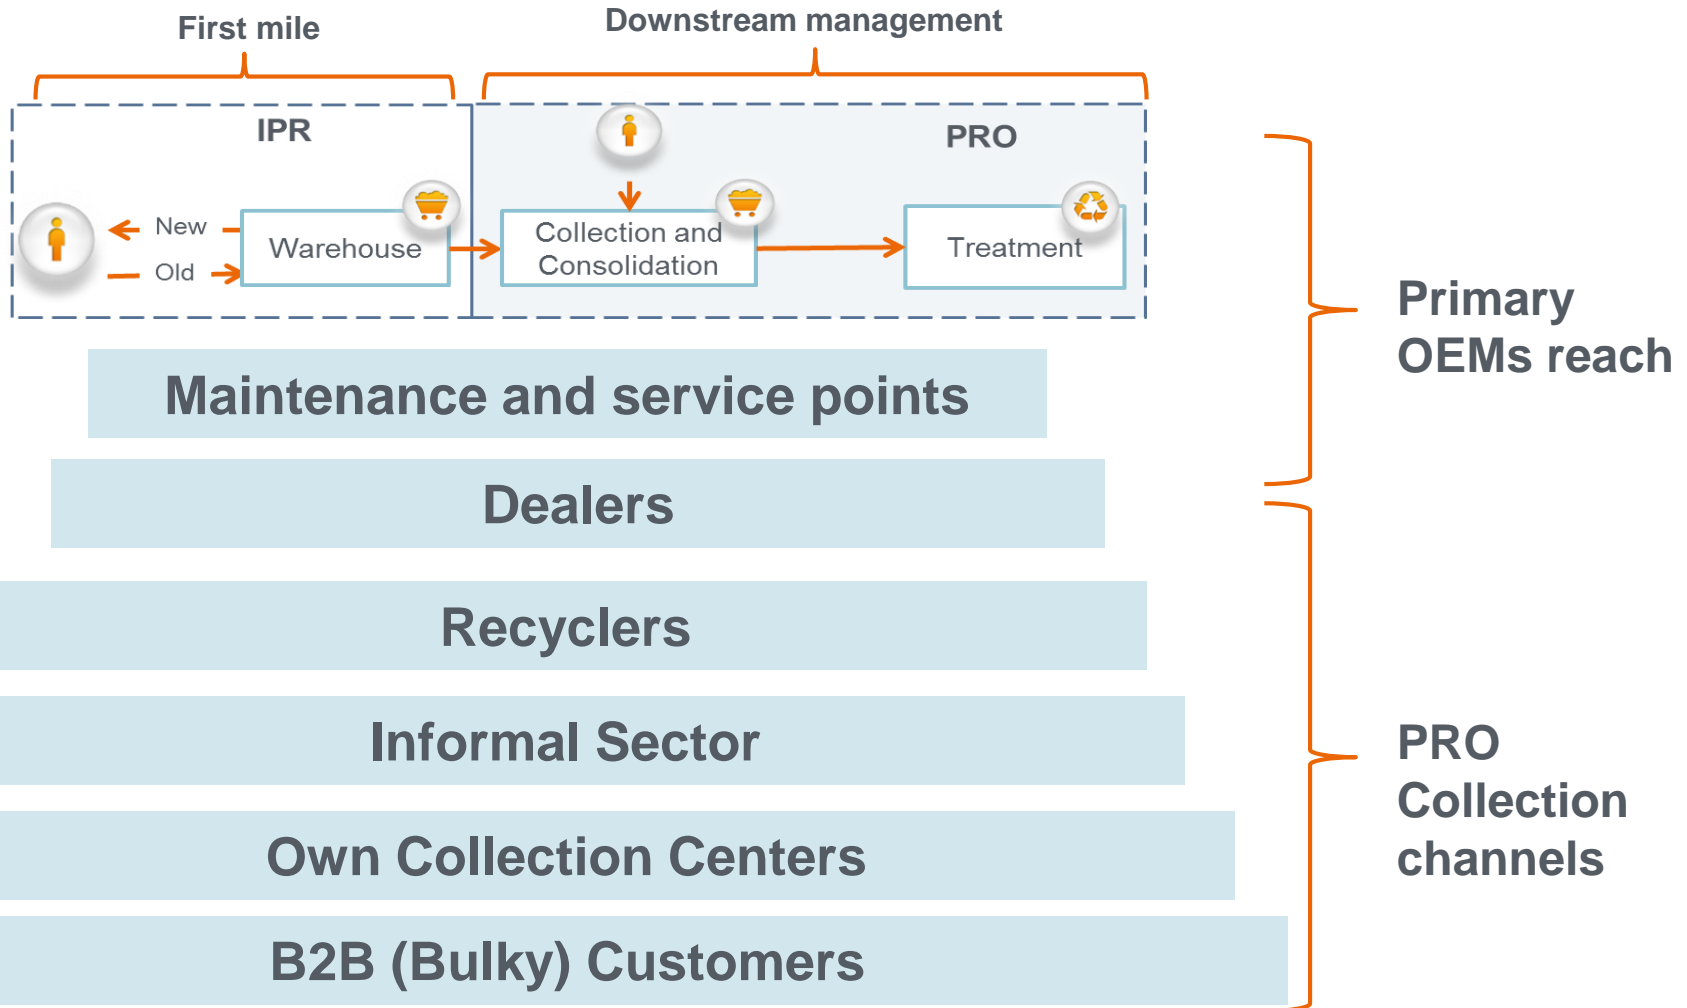 First mile
Downstream management
IPR
PRO
New
Old
Warehouse
Collection and
Consolidation
Treatment
Primary
OEMs reach
Maintenance and service points
Dealers
Recyclers
Informal Sector
Own Collection Centers
B2B (Bulky) Customers
PRO
Collection
channels